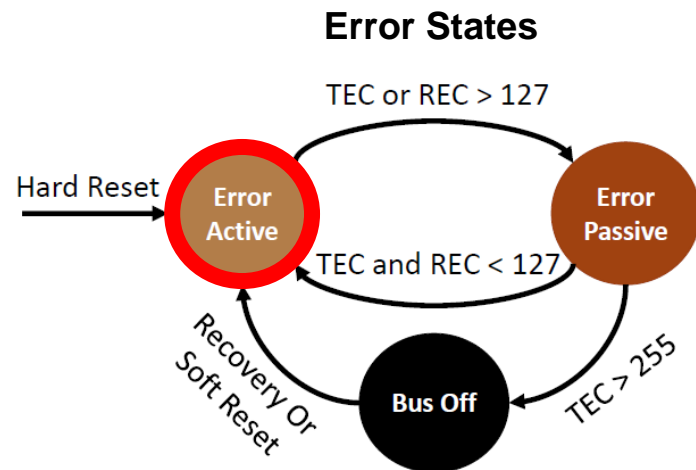 Error States
TEC or REC > 127
Hard Reset
Error
Active
Error
Passive
TEC and REC < 127
Recovery Or
Soft Reset
Bus Off
TEC > 255